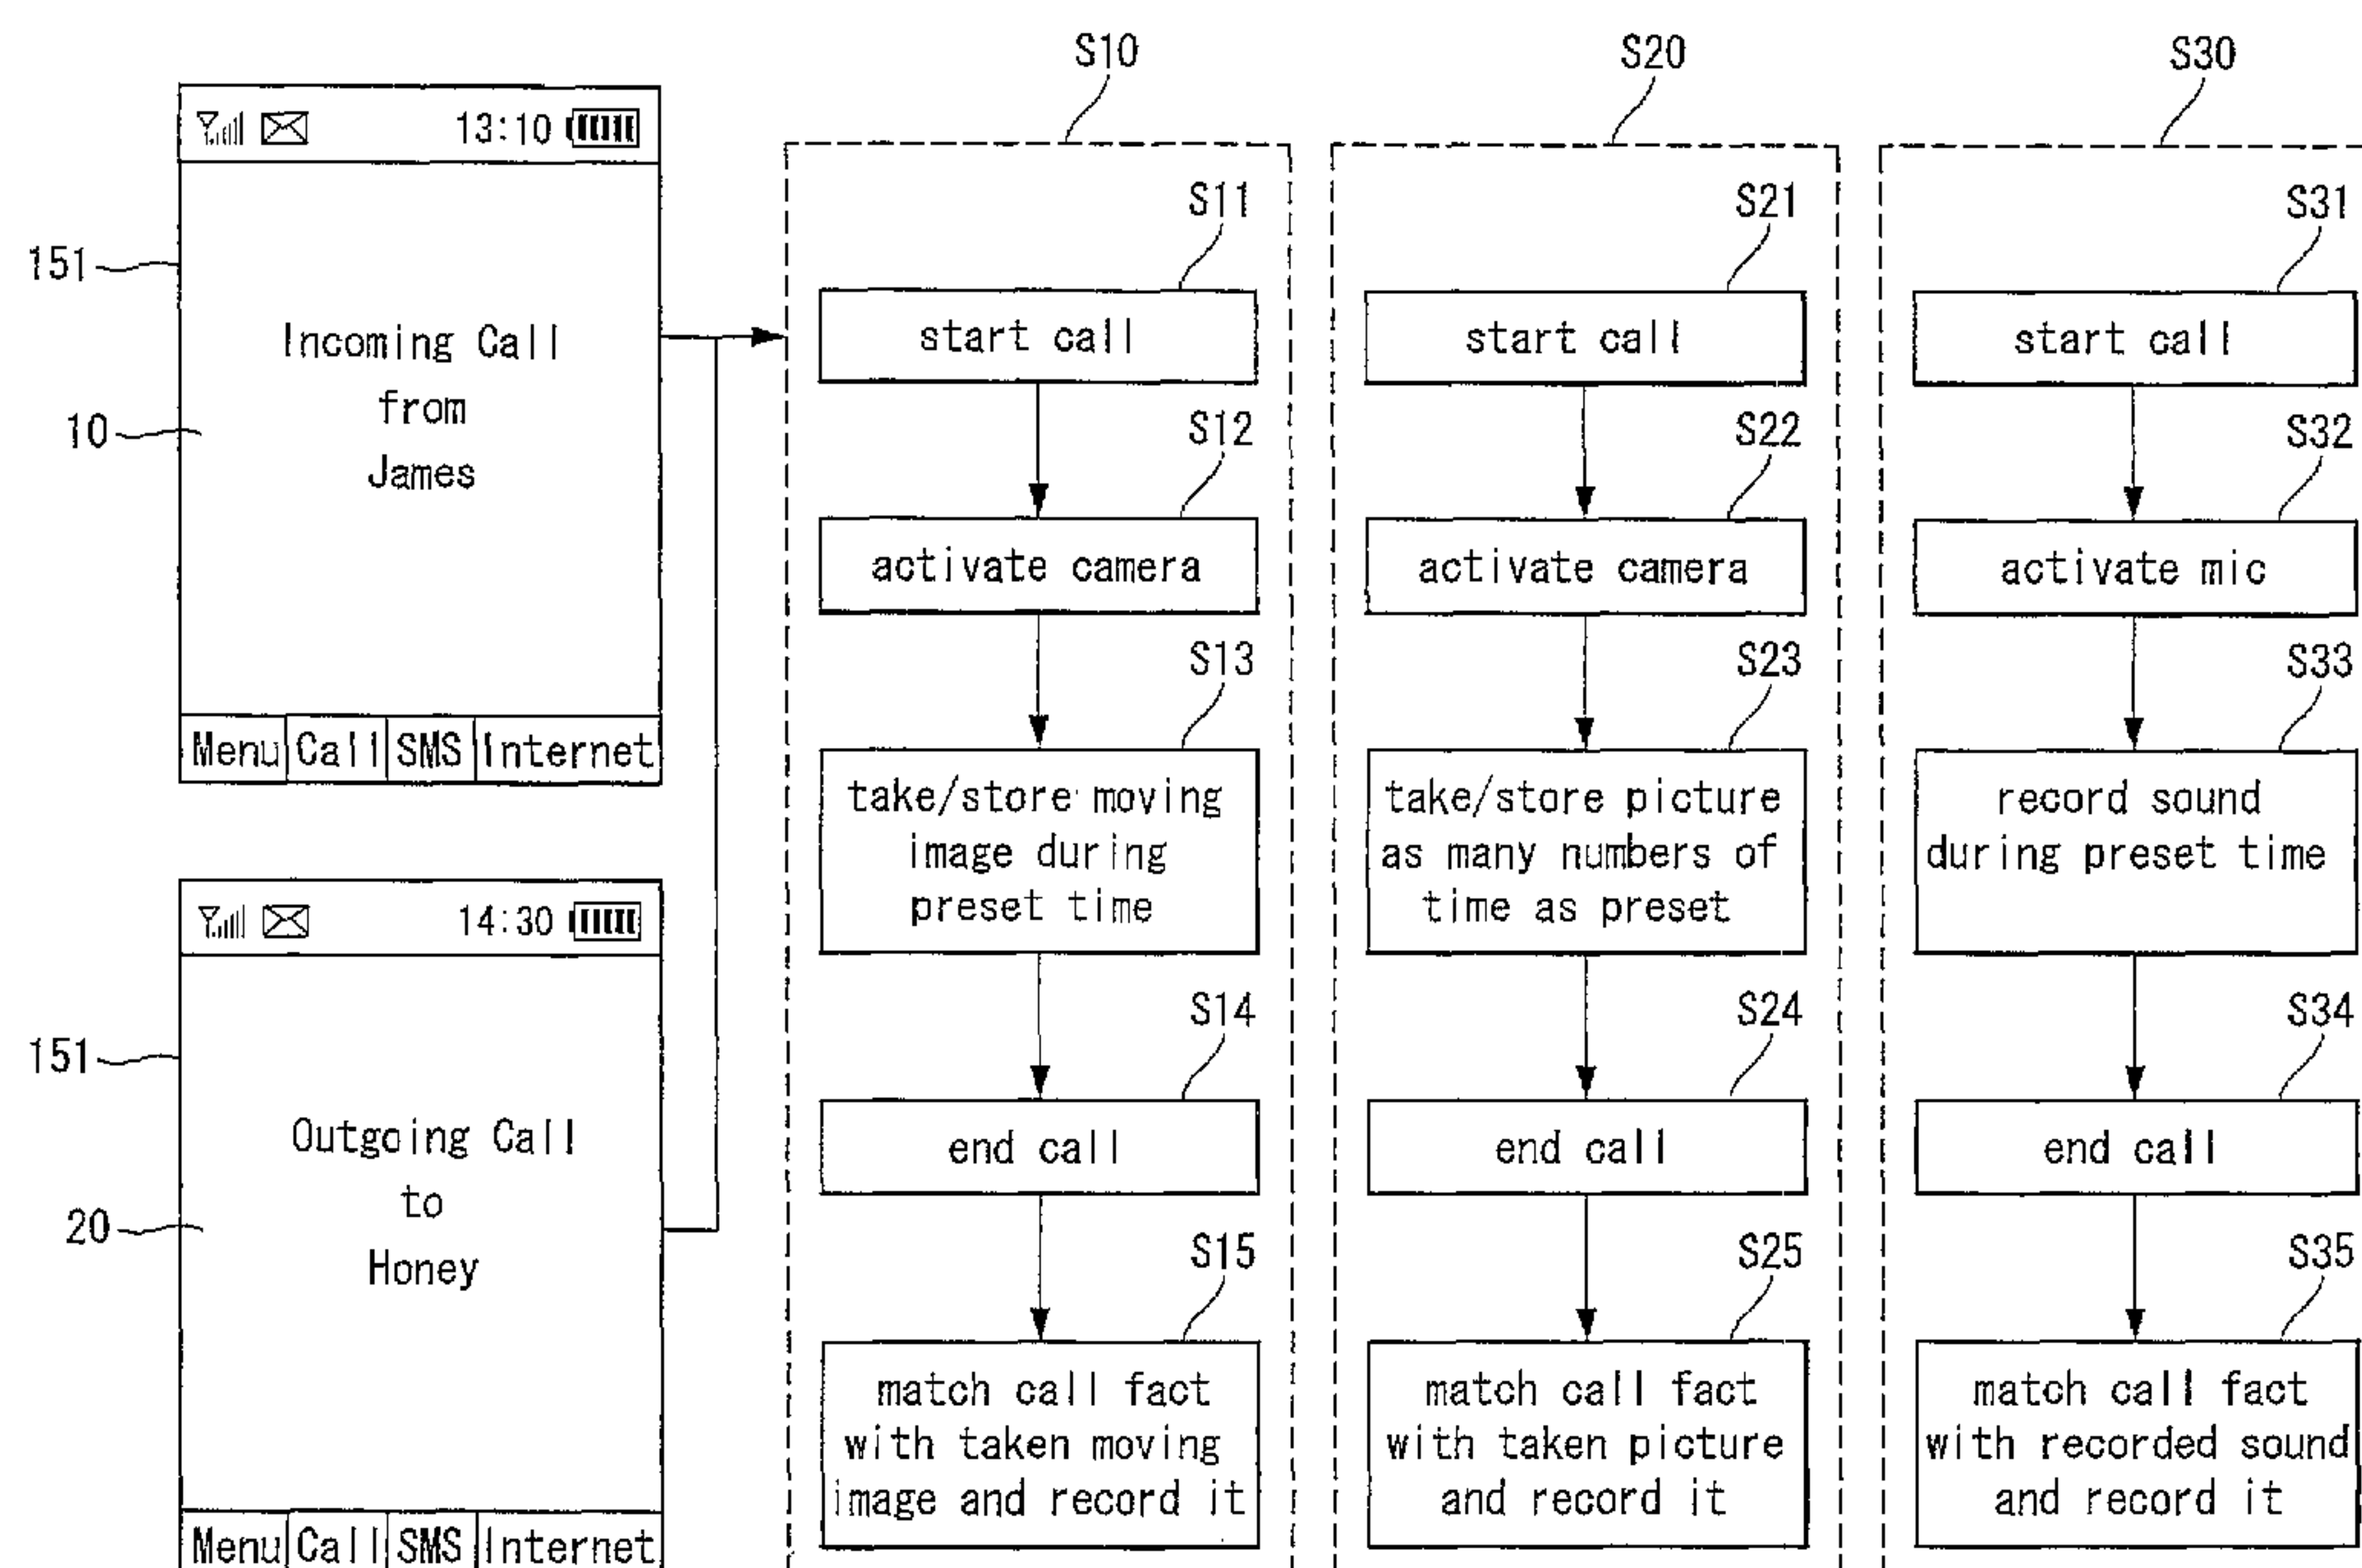 S10
S20
S30
13:10
151
Incoming Call
from
10
James
Menu Call SMS Internet
14:30
151
Outgoing Call
to
20
Honey
Menu Call SMS Internet
S11
start call
S12
activate camera
S13
take/store moving
image during
preset time
S14
end call
S15
match call fact
with taken moving
image and record it
S21
start call
S22
activate camera
S23
take/store picture
as many numbers of
time as preset
S24
end call
S25
match call fact
with taken picture
and record it
S31
start call
S32
activate mic
S33
record sound
during preset time
S34
end call
S35
match call fact
with recorded sound
and record it